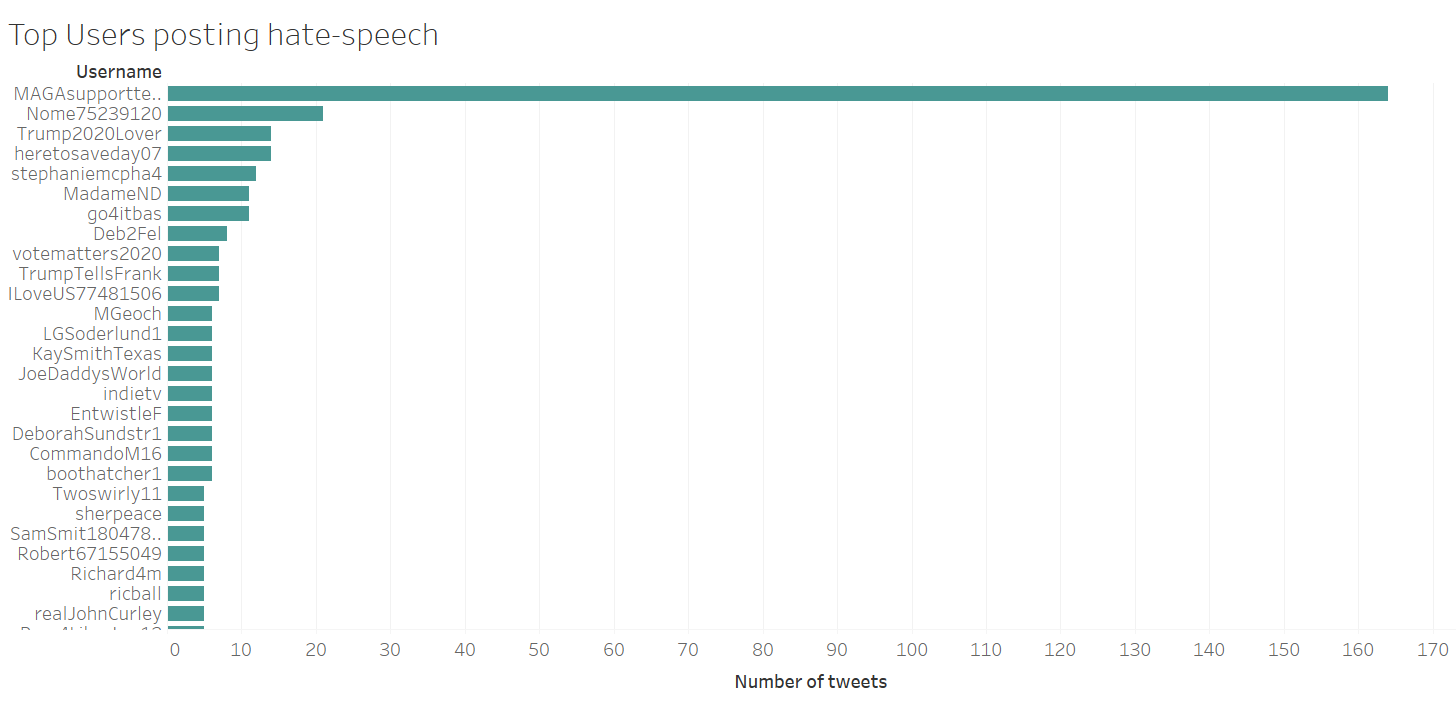 Top Users posting hate-speech
Username
MAGAsupportte..
Nome75239120
Trump2020Lover
heretosaveday07
stephaniemcpha4
MadameND
go4itbas
Deb2Fel
votematters2020
TrumpTellsFrank
ILoveUS77481506
MGeoch
LGSoderlund1
KaySmithTexas
JoeDaddysWorld
indietv
EntwistleF
DeborahSundstr1
CommandoM16
boothatcher1
Twoswirly11
sherpeace
SamSmit180478..
Robert67155049
Richard4m
ricball
realJohnCurley
0 10 20 30 40 50 60 70 80 90 100 110 120 130 140 150 160 170
Number of tweets